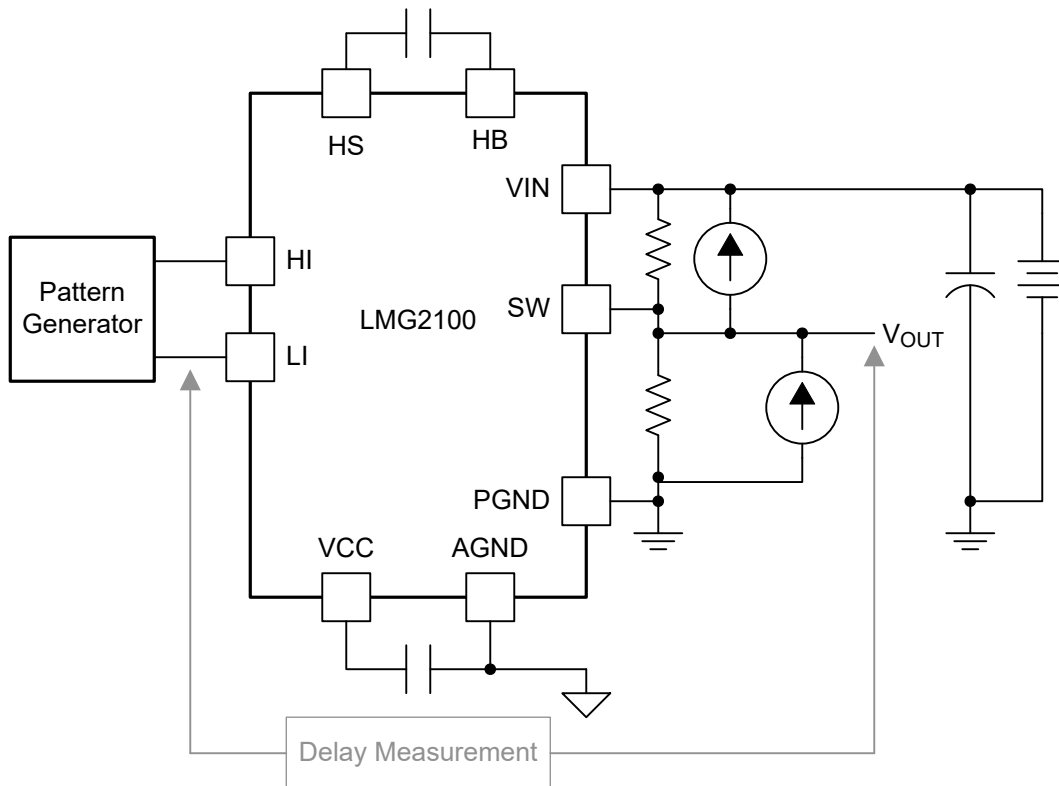 HS
HB
VIN
HI
Pattern
Generator
LMG2100
SW
VOUT
LI
PGND
VCC
AGND
Delay Measurement